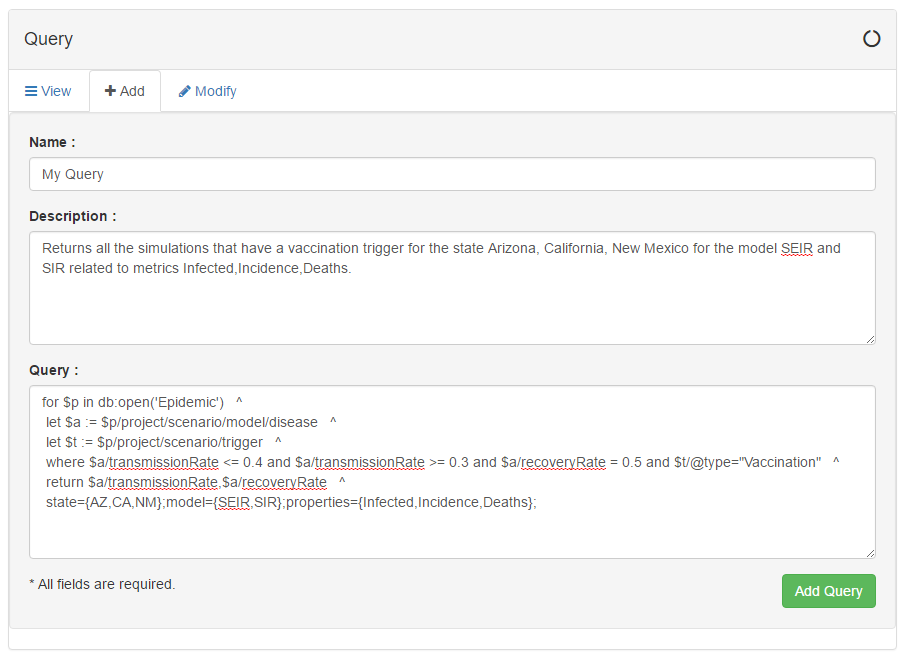 Query
View Add Modify
Name :
My Query
Description :
Returns all the simulations that have a vaccination trigger for the state Arizona, California, New Mexico for the model SEIR and
SIR related to metrics Infected,Incidence,Deaths.
Query :
for $p in db:open('Epidemic') ^
let $a := $p/project/scenario/model/disease ^
let $t := $p/project/scenario/trigger ^
where $a/transmissionRate <= 0.4 and $a/transmissionRate >= 0.3 and $a/recoveryRate = 0.5 and $t/@type="Vaccination" ^
return $a/transmissionRate,$a/recoveryRate ^
state={AZ,CA,NM};model={SEIR,SIR};properties={Infected,Incidence,Deaths};
* All fields are required.
Add Query